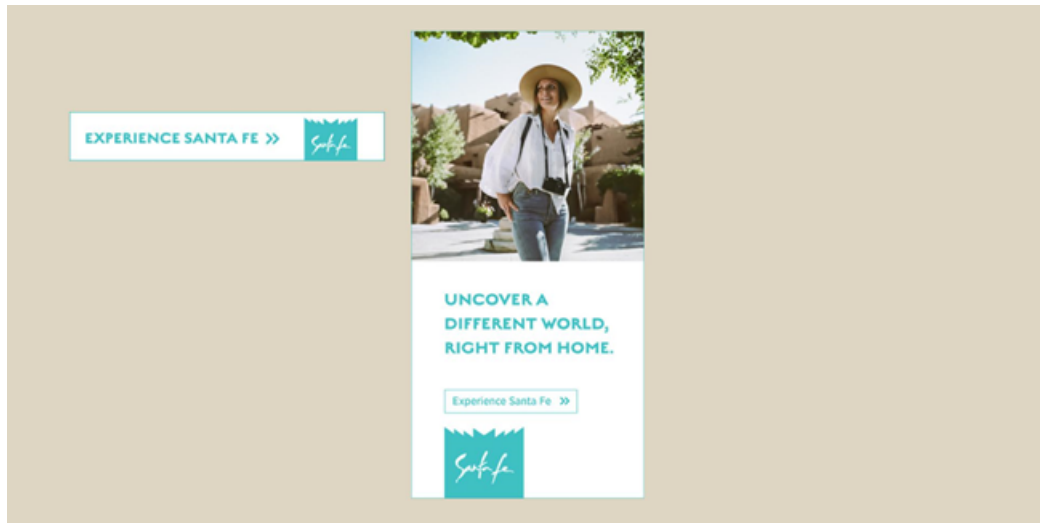 EXPERIENCE SANTA FE »
Santa Fe
UNCOVER A
DIFFERENT WORLD,
RIGHT FROM HOME.
Experience Santa Fe »
Santa Fe